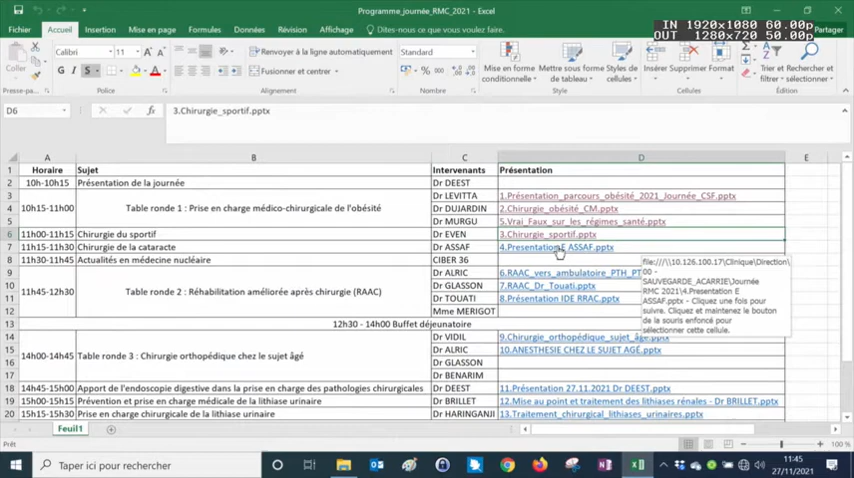 Programme_journée_RMC_2021 - Excel
IN 1920x1080 60.00p
OUT 1280x720 50.00p
Fichier Accueil Insertion Mise en page Formules Données Révision Affichage Dites-nous ce que vous voulez faire. Partager
Coller Calibri 11 Renvoyer à la ligne automatiquement Standard
Fusionner et centrer
Mise en forme conditionnelle Mettre sous forme de tableau Styles de cellules Insérer Supprimer Format Trier et Rechercher et
Presse-pa... Police Alignement Nombre Style
D6 3.Chirurgie_sportif.pptx
A B C D E
1 Horaire Sujet Intervenants Présentation
2 10h-10h15 Présentation de la journée Dr DEEST
3 Dr LEVITTA 1.Présentation_parcours_obésité_2021_Journée_CSF.pptx
4 10h15-11h00 Table ronde 1 : Prise en charge médico-chirurgicale de l'obésité Dr DUJARDIN 2.Chirurgie_obésité_CM.pptx
5 Dr MURGU 5.Vrai_Faux_sur_les_régimes_santé.pptx
6 11h00-11h15 Chirurgie du sportif Dr EVEN 3.Chirurgie_sportif.pptx
7 11h15-11h30 Chirurgie de la cataracte Dr ASSAF 4.Presentation E ASSAF.pptx
8 11h30-11h45 Actualités en médecine nucléaire CIBER 36
9 Dr ALRIC 6.RAAC_vers_ambulatoire_PTH_PT
10 11h45-12h30 Table ronde 2 : Réhabilitation améliorée après chirurgie (RAAC) Dr GLASSON 7.RAAC_Dr_Touati.pptx
11 Dr TOUATI 8.Présentation IDE RRAC.pptx
12 Mme MERIGOT
13 12h30 - 14h00 Buffet déjeunatoire
14 Dr VIDIL 9.Chirurgie_orthopédique_sujet_âgé.pptx
15 14h00-14h45 Table ronde 3 : Chirurgie orthopédique chez le sujet âgé Dr ALRIC 10.ANESTHESIE CHEZ LE SUJET AGÉ.pptx
16 Dr GLASSON
17 Dr BENARIM
18 14h45-15h00 Apport de l'endoscopie digestive dans la prise en charge des pathologies chirurgicales Dr DEEST 11.Présentation 27.11.2021 Dr DEEST.pptx
19 15h00-15h15 Prévention et prise en charge médicale de la lithiase urinaire Dr BRILLET 12.Mise au point et traitement des lithiases rénales - Dr BRILLET.pptx
20 15h15-15h30 Prise en charge chirurgicale de la lithiase urinaire Dr HARINGANJI 13.Traitement_chirurgical_lithiases_urinaires.pptx
file:///\\10.126.100.17\Clinique\Direction\
00 -
SAUVEGARDE_ACARRIE\Journée
RMC 2021\4.Presentation E
ASSAF.pptx - Cliquez une fois pour
suivre. Cliquez et maintenez le bouton
de la souris enfoncé pour
sélectionner cette cellule.
Feuil1
Prêt 100 %
Taper ici pour rechercher
11:45
27/11/2021